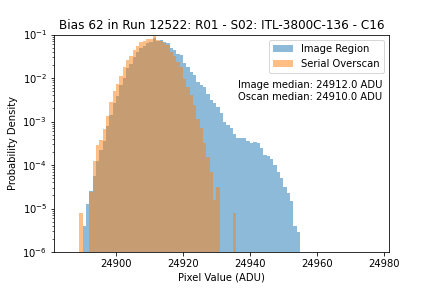 Bias 62 in Run 12522: R01 - S02: ITL-3800C-136 - C16
Image Region
Serial Overscan
Image median: 24912.0 ADU
Oscan median: 24910.0 ADU
Probability Density
10⁻¹
10⁻²
10⁻³
10⁻⁴
10⁻⁵
10⁻⁶
24900 24920 24940 24960 24980
Pixel Value (ADU)